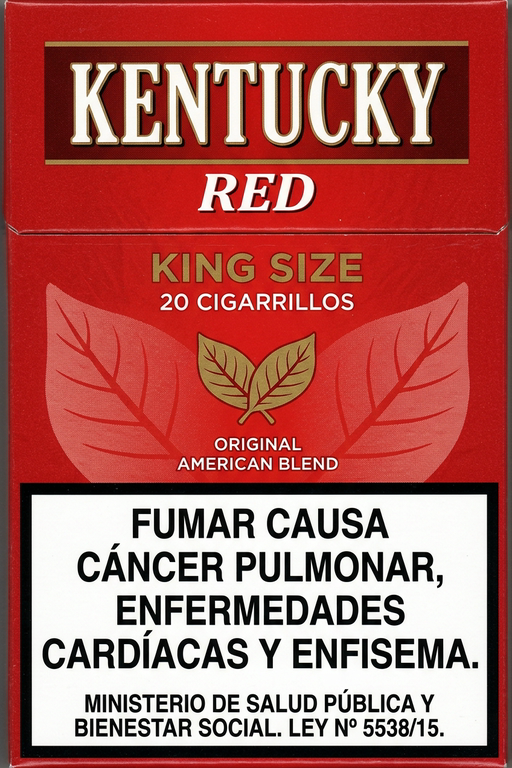 KENTUCKY
RED
KING SIZE
20 CIGARRILLOS
ORIGINAL
AMERICAN BLEND
FUMAR CAUSA
CÁNCER PULMONAR,
ENFERMEDADES
CARDÍACAS Y ENFISEMA.
MINISTERIO DE SALUD PÚBLICA Y
BIENESTAR SOCIAL. LEY Nº 5538/15.